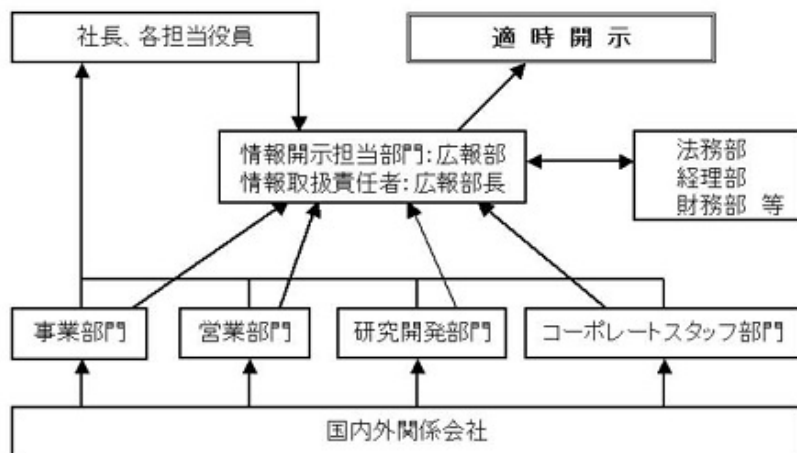 社長、各担当役員
適 時 開 示
情報開示担当部門:広報部
情報取扱責任者:広報部長
法務部
経理部
財務部 等
事業部門
営業部門
研究開発部門
コーポレートスタッフ部門
国内外関係会社